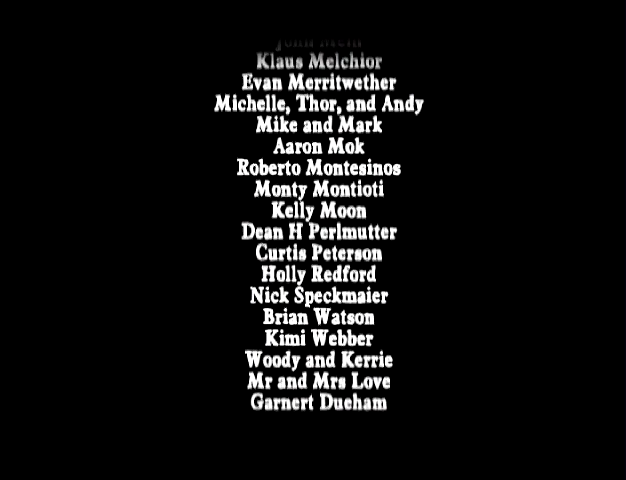 Klaus Melchior
Evan Merritwether
Michelle, Thor, and Andy
Mike and Mark
Aaron Mok
Roberto Montesinos
Monty Montioti
Kelly Moon
Dean H Perlmutter
Curtis Peterson
Holly Redford
Nick Speckmaier
Brian Watson
Kimi Webber
Woody and Kerrie
Mr and Mrs Love
Garnert Dueham